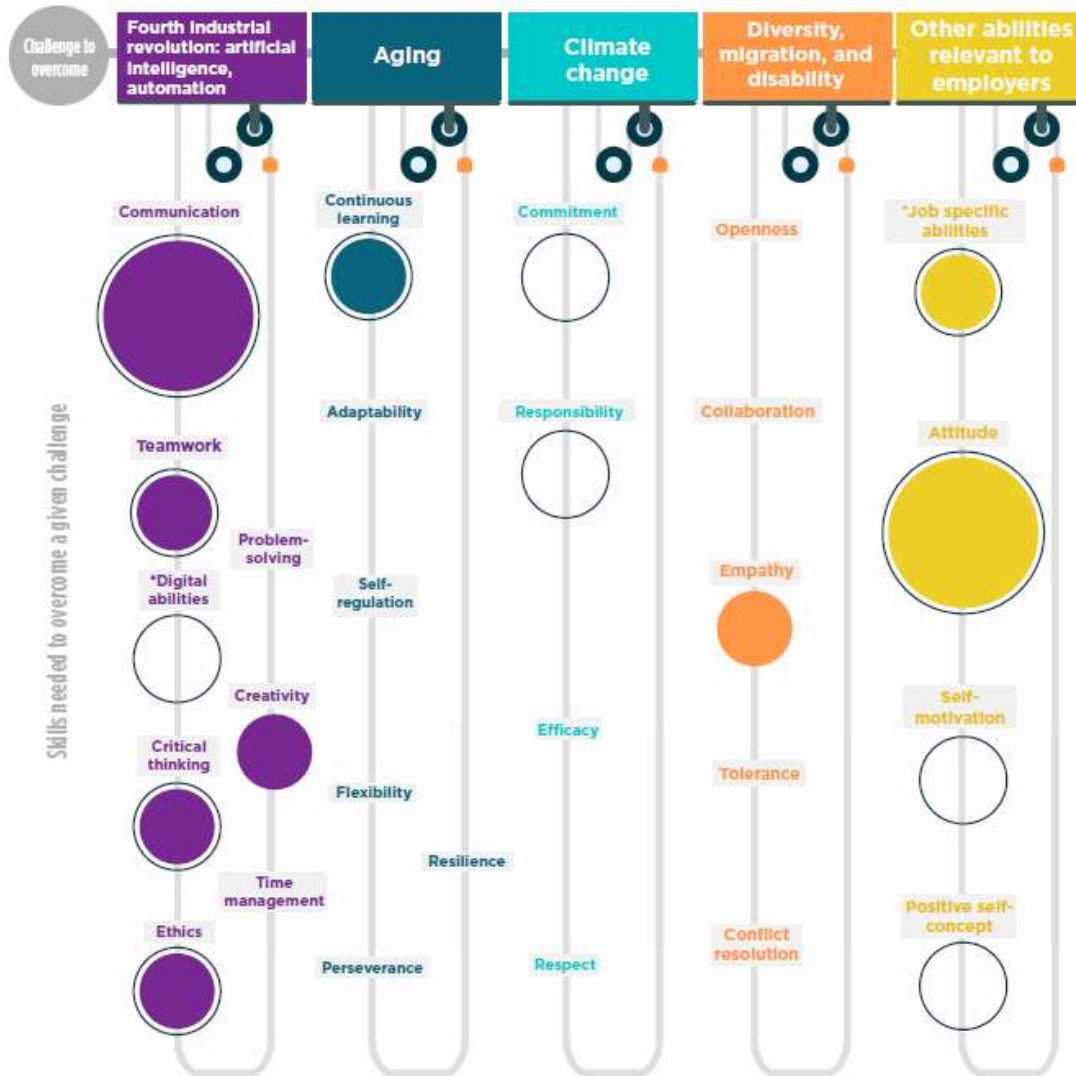 Challenge to
overcome
Fourth industrial
revolution: artificial
intelligence,
automation
Aging
Climate
change
Diversity,
migration, and
disability
Other abilities
relevant to
employers
Skills needed to overcome a given challenge
Communication
Teamwork
*Digital
abilities
Critical
thinking
Ethics
Problem-
solving
Creativity
Time
management
Continuous
learning
Adaptability
Self-
regulation
Flexibility
Resilience
Perseverance
Commitment
Responsibility
Efficacy
Respect
Openness
Collaboration
Empathy
Tolerance
Conflict
resolution
*Job specific
abilities
Attitude
Self-
motivation
Positive self-
concept